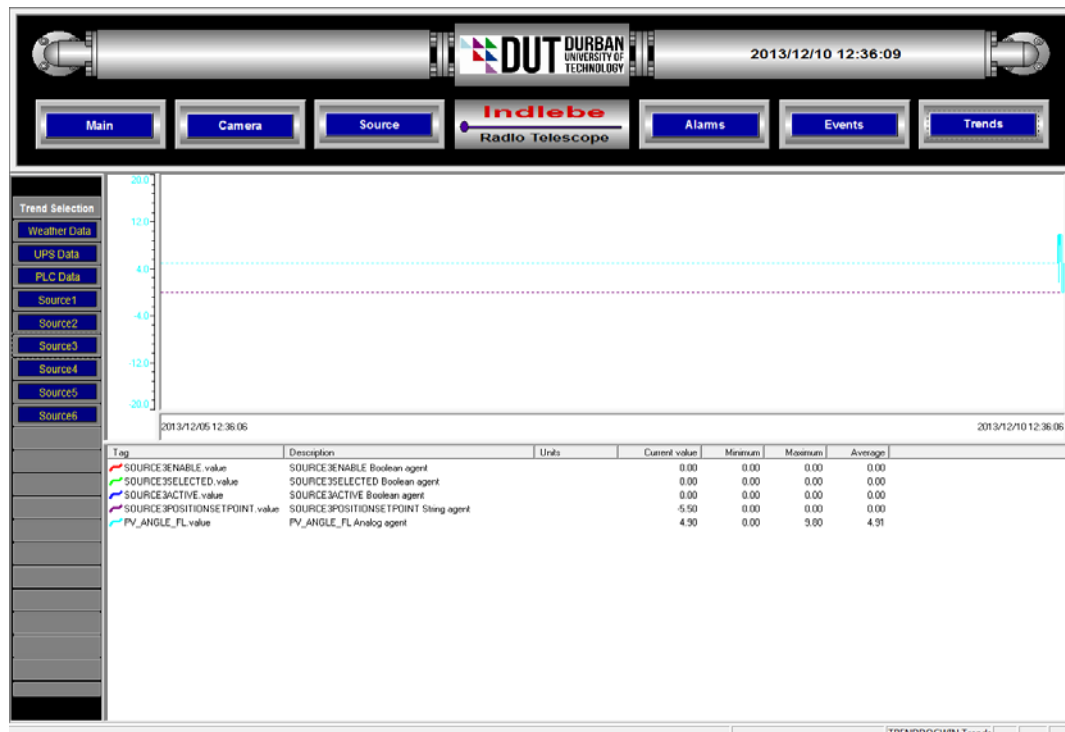 DUT DURBAN UNIVERSITY OF TECHNOLOGY
2013/12/10 12:36:09
Main Camera Source Indlebe Radio Telescope Alarms Events Trends
Trend Selection
Weather Data
UPS Data
PLC Data
Source1
Source2
Source3
Source4
Source5
Source6
20.0
12.0
4.0
-4.0
-12.0
-20.0
2013/12/05 12:36:06 2013/12/10 12:36:06
Tag Description Units Current value Minimum Maximum Average
SOURCE3ENABLE.value SOURCE3ENABLE Boolean agent 0.00 0.00 0.00 0.00
SOURCE3SELECTED.value SOURCE3SELECTED Boolean agent 0.00 0.00 0.00 0.00
SOURCE3ACTIVE.value SOURCE3ACTIVE Boolean agent 0.00 0.00 0.00 0.00
SOURCE3POSITIONSETPOINT.value SOURCE3POSITIONSETPOINT String agent -5.50 0.00 0.00 0.00
PV_ANGLE_FL.value PV_ANGLE_FL Analog agent 4.90 0.00 9.80 4.91